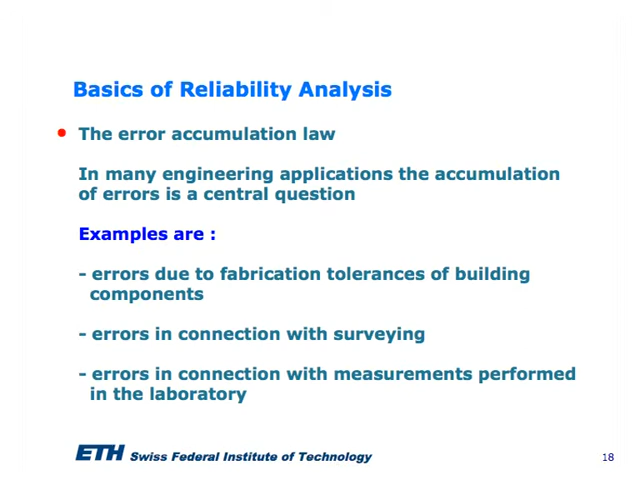 Basics of Reliability Analysis
• The error accumulation law
In many engineering applications the accumulation
of errors is a central question
Examples are :
- errors due to fabrication tolerances of building
components
- errors in connection with surveying
- errors in connection with measurements performed
in the laboratory
ETH Swiss Federal Institute of Technology
18